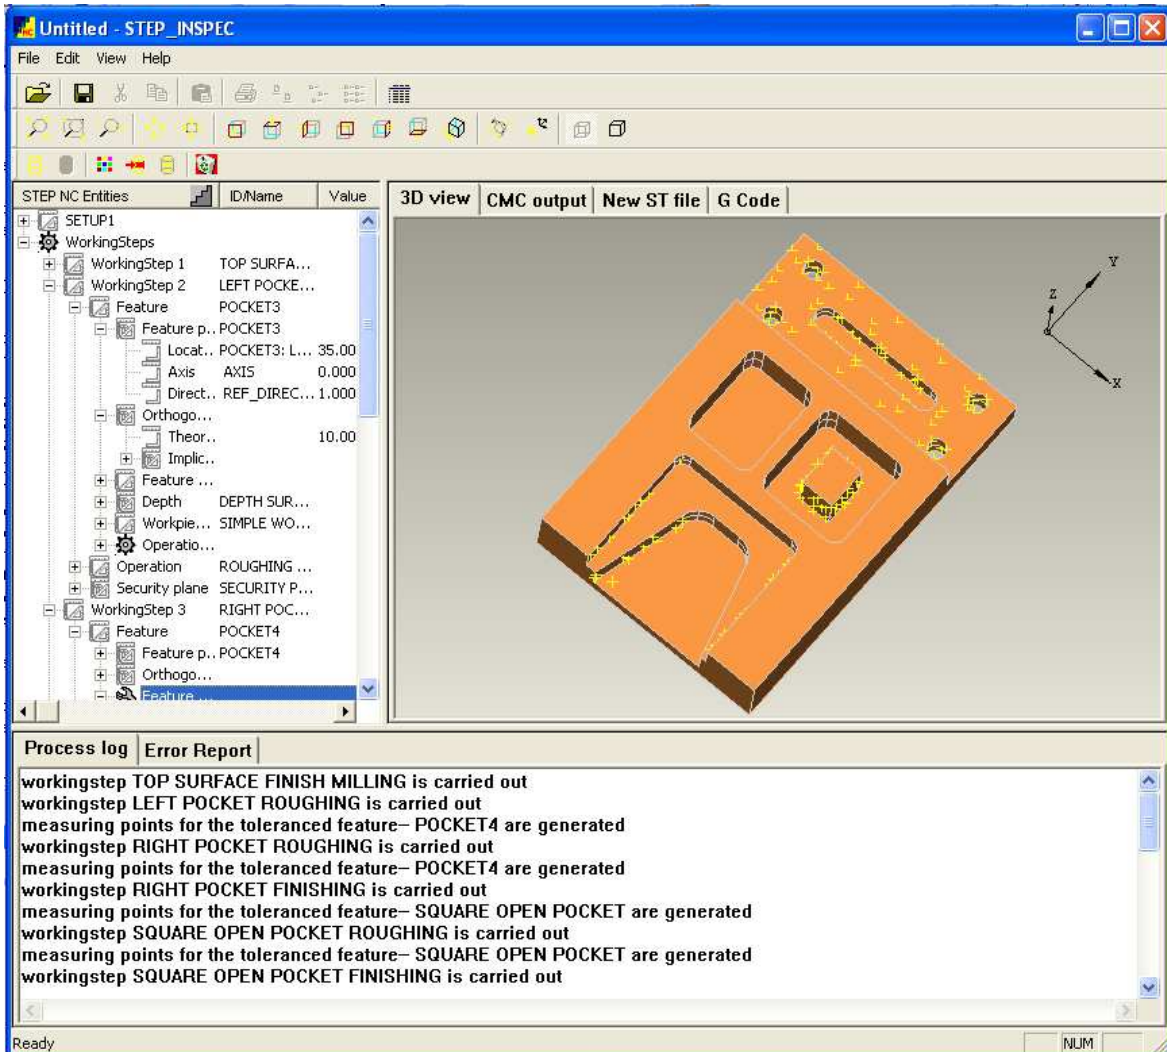 Untitled - STEP_INSPEC
File Edit View Help
STEP NC Entities ID/Name Value
SETUP1
WorkingSteps
WorkingStep 1 TOP SURFA...
WorkingStep 2 LEFT POCKE...
Feature POCKET3
Feature p.. POCKET3
Locat.. POCKET3: L... 35.00
Axis AXIS 0.000
Direct.. REF_DIREC... 1.000
Orthogo...
Theor.. 10.00
Implic..
Feature ...
Depth DEPTH SUR...
Workpie... SIMPLE WO...
Operatio...
Operation ROUGHING ...
Security plane SECURITY P...
WorkingStep 3 RIGHT POC...
Feature POCKET4
Feature p.. POCKET4
Orthogo...
Feature ...
3D view CMC output New ST file G Code
Y
Z
X
Process log Error Report
workingstep TOP SURFACE FINISH MILLING is carried out
workingstep LEFT POCKET ROUGHING is carried out
measuring points for the toleranced feature– POCKET4 are generated
workingstep RIGHT POCKET ROUGHING is carried out
measuring points for the toleranced feature– POCKET4 are generated
workingstep RIGHT POCKET FINISHING is carried out
measuring points for the toleranced feature– SQUARE OPEN POCKET are generated
workingstep SQUARE OPEN POCKET ROUGHING is carried out
measuring points for the toleranced feature– SQUARE OPEN POCKET are generated
workingstep SQUARE OPEN POCKET FINISHING is carried out
Ready NUM